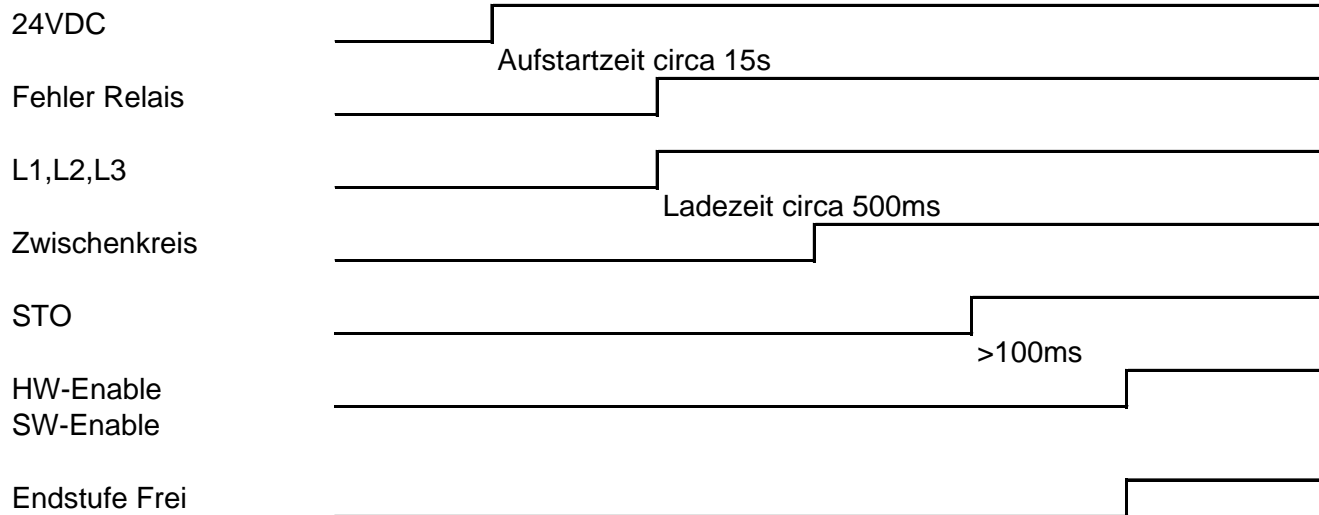 24VDC
Aufstartzeit circa 15s
Fehler Relais
L1,L2,L3
Ladezeit circa 500ms
Zwischenkreis
STO
>100ms
HW-Enable
SW-Enable
Endstufe Frei